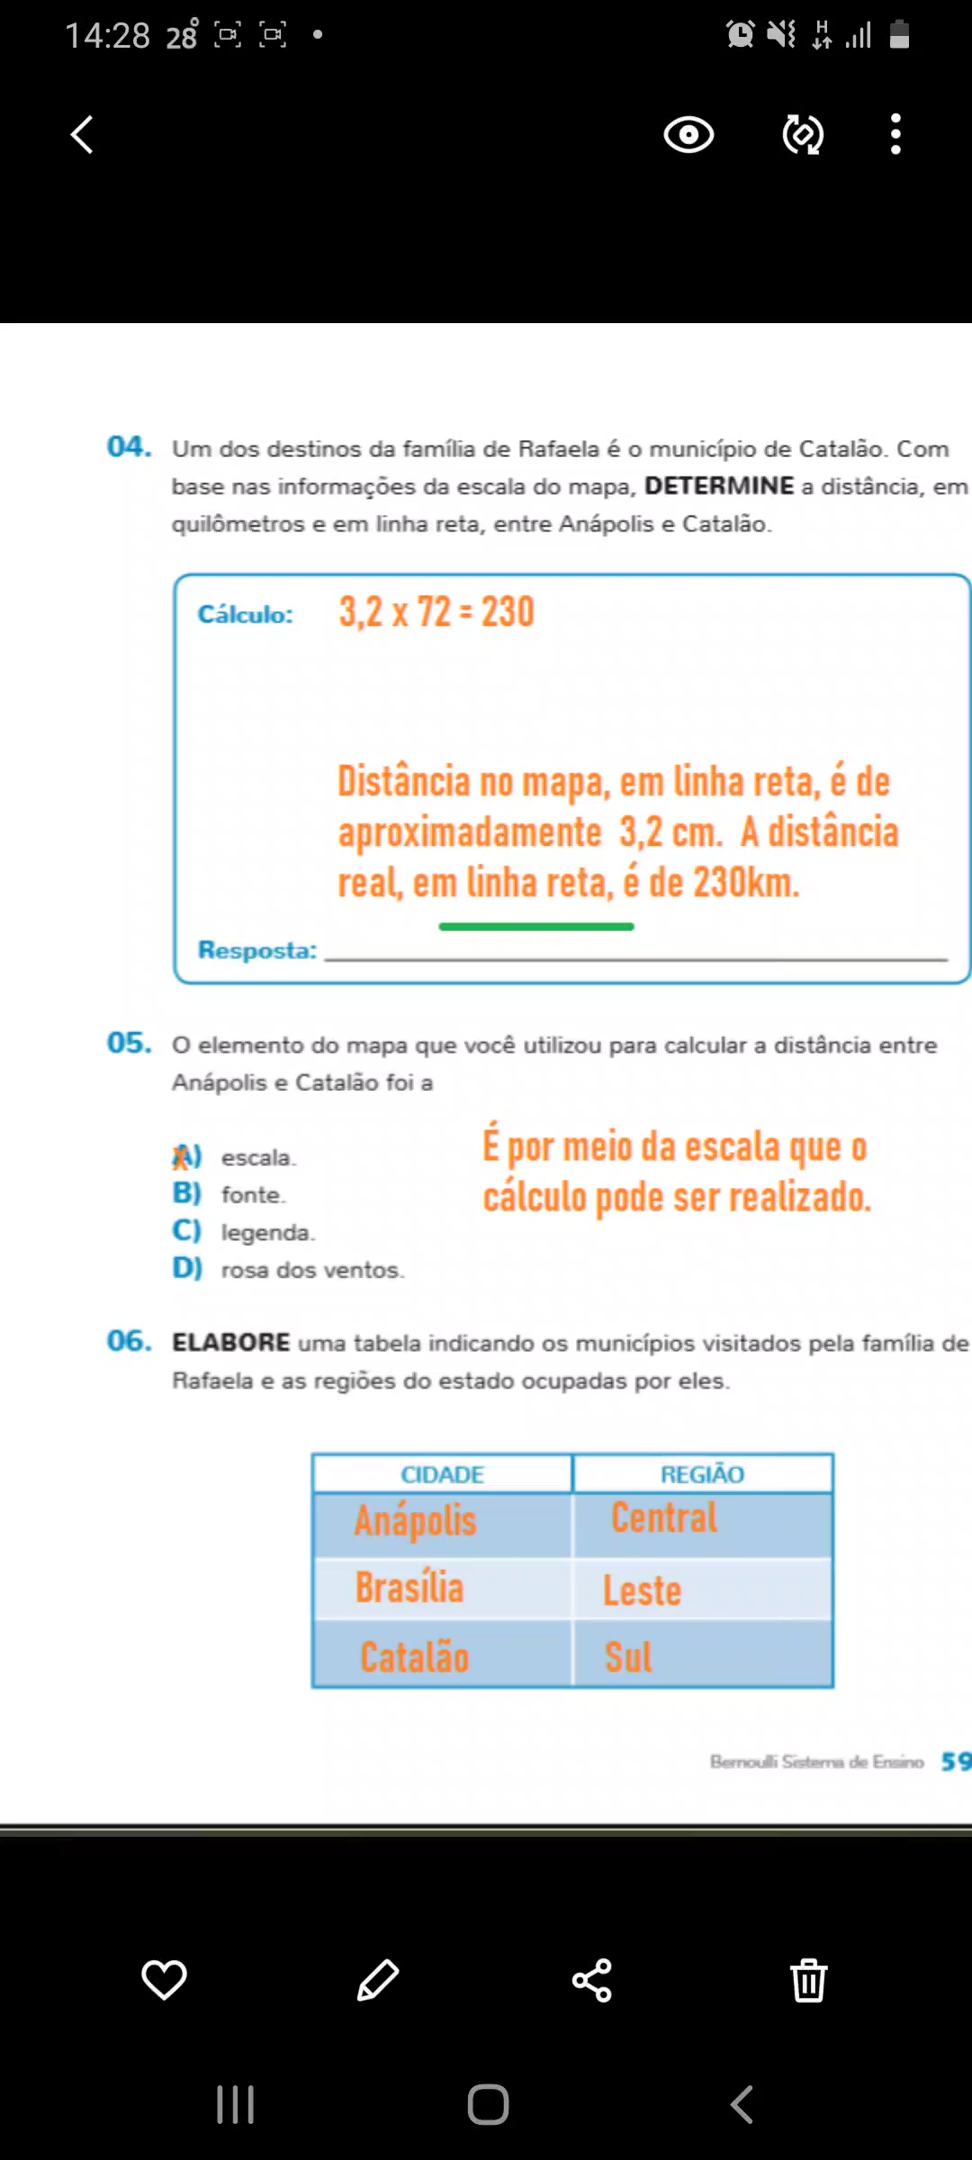 14:28 28°
04. Um dos destinos da família de Rafaela é o município de Catalão. Com
base nas informações da escala do mapa, DETERMINE a distância, em
quilômetros e em linha reta, entre Anápolis e Catalão.
Cálculo: 3,2 x 72 = 230
Distância no mapa, em linha reta, é de
aproximadamente 3,2 cm. A distância
real, em linha reta, é de 230km.
Resposta:
05. O elemento do mapa que você utilizou para calcular a distância entre
Anápolis e Catalão foi a
A) escala.
B) fonte.
C) legenda.
D) rosa dos ventos.
É por meio da escala que o
cálculo pode ser realizado.
06. ELABORE uma tabela indicando os municípios visitados pela família de
Rafaela e as regiões do estado ocupadas por eles.
CIDADE REGIÃO
Anápolis Central
Brasília Leste
Catalão Sul
Bernoulli Sistema de Ensino 59